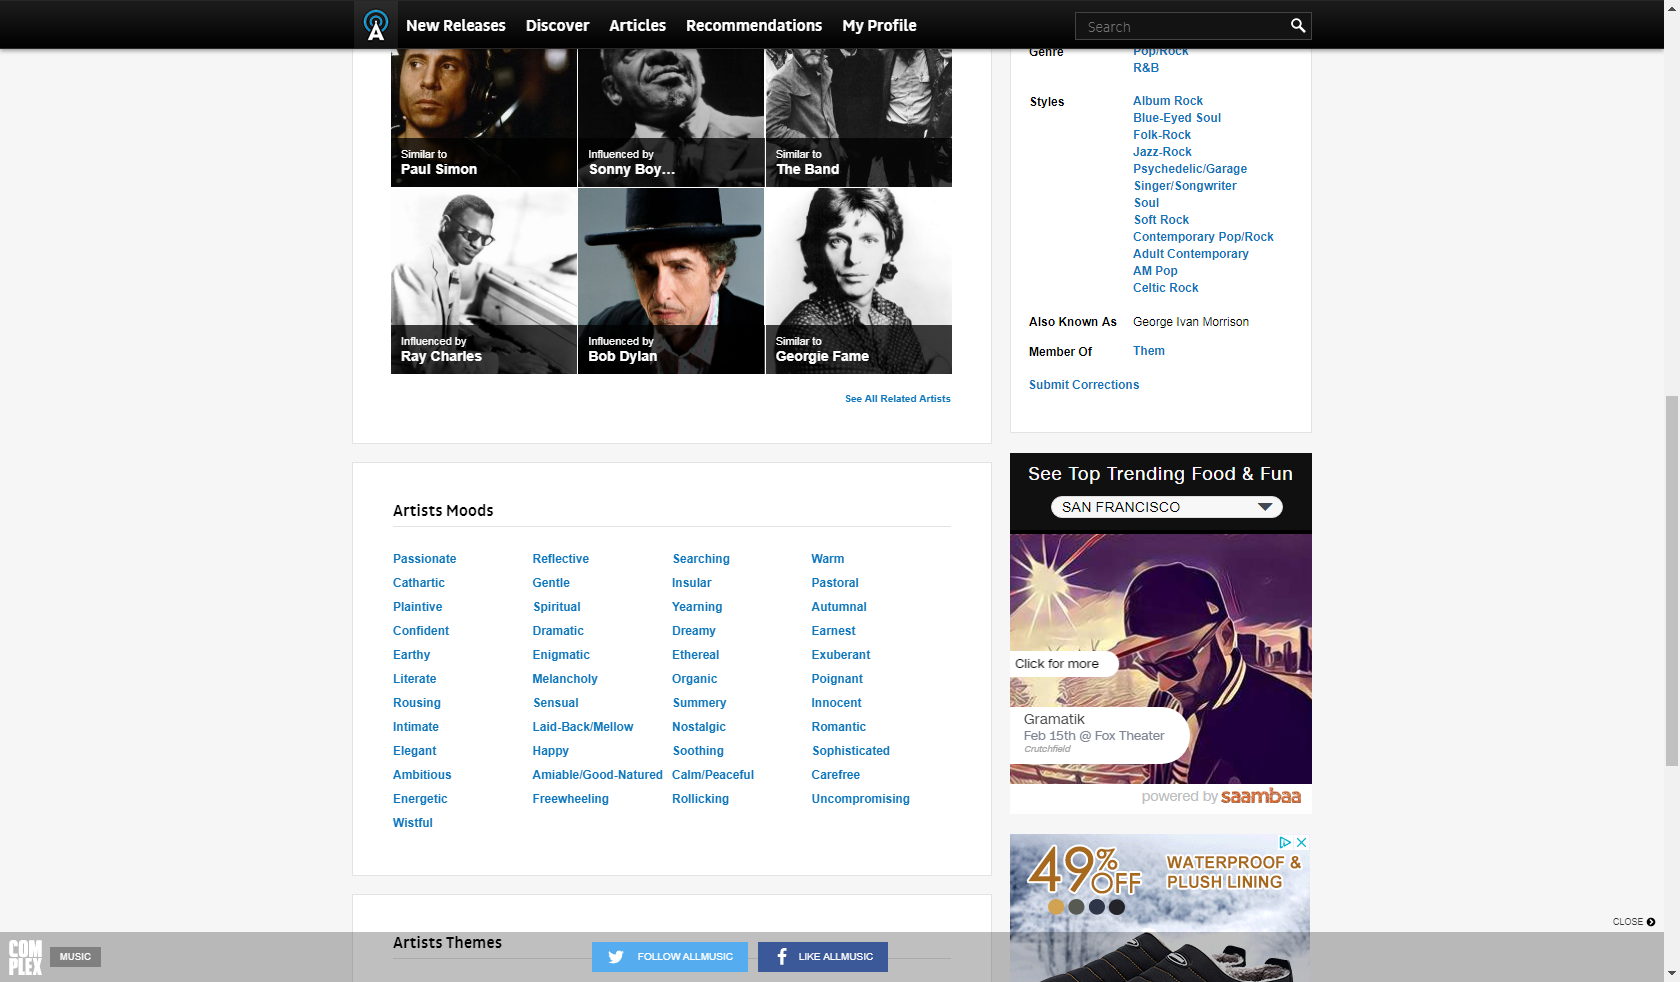 New Releases Discover Articles Recommendations My Profile Search
Similar to
Paul Simon
Influenced by
Sonny Boy...
Similar to
The Band
Influenced by
Ray Charles
Influenced by
Bob Dylan
Similar to
Georgie Fame
See All Related Artists
Genre Pop/Rock
R&B
Styles Album Rock
Blue-Eyed Soul
Folk-Rock
Jazz-Rock
Psychedelic/Garage
Singer/Songwriter
Soul
Soft Rock
Contemporary Pop/Rock
Adult Contemporary
AM Pop
Celtic Rock
Also Known As George Ivan Morrison
Member Of Them
Submit Corrections
Artists Moods
Passionate Reflective Searching Warm
Cathartic Gentle Insular Pastoral
Plaintive Spiritual Yearning Autumnal
Confident Dramatic Dreamy Earnest
Earthy Enigmatic Ethereal Exuberant
Literate Melancholy Organic Poignant
Rousing Sensual Summery Innocent
Intimate Laid-Back/Mellow Nostalgic Romantic
Elegant Happy Soothing Sophisticated
Ambitious Amiable/Good-Natured Calm/Peaceful Carefree
Energetic Freewheeling Rollicking Uncompromising
Wistful
See Top Trending Food & Fun
SAN FRANCISCO
Click for more
Gramatik
Feb 15th @ Fox Theater
Crutchfield
powered by saambaa
49% OFF
WATERPROOF &
PLUSH LINING
CLOSE
Artists Themes
COMPLEX MUSIC FOLLOW ALLMUSIC LIKE ALLMUSIC